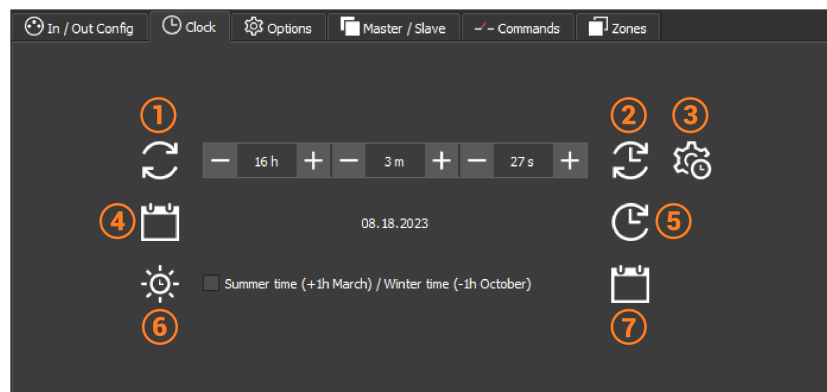 In / Out Config Clock Options Master / Slave Commands Zones
1 2 3
16 h 3 m 27 s
4 08.18.2023 5
Summer time (+1h March) / Winter time (-1h October)
6 7